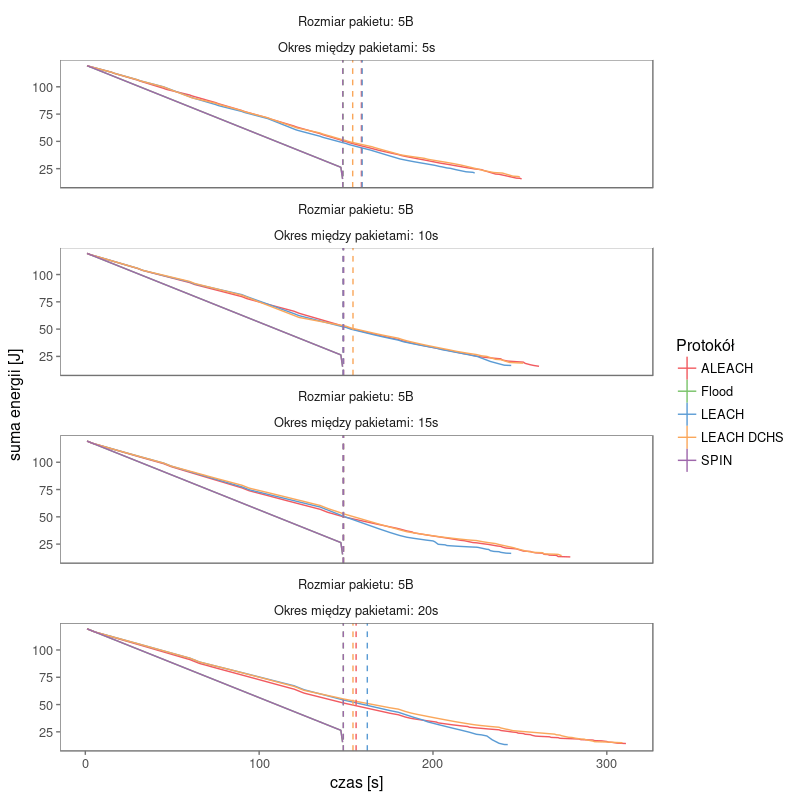 Rozmiar pakietu: 5B
Okres między pakietami: 5s
100
75
50
25
Rozmiar pakietu: 5B
Okres między pakietami: 10s
100
75
50
25
Rozmiar pakietu: 5B
Okres między pakietami: 15s
100
75
50
25
Rozmiar pakietu: 5B
Okres między pakietami: 20s
100
75
50
25
0 100 200 300
czas [s]
suma energii [J]
Protokół
ALEACH
Flood
LEACH
LEACH DCHS
SPIN